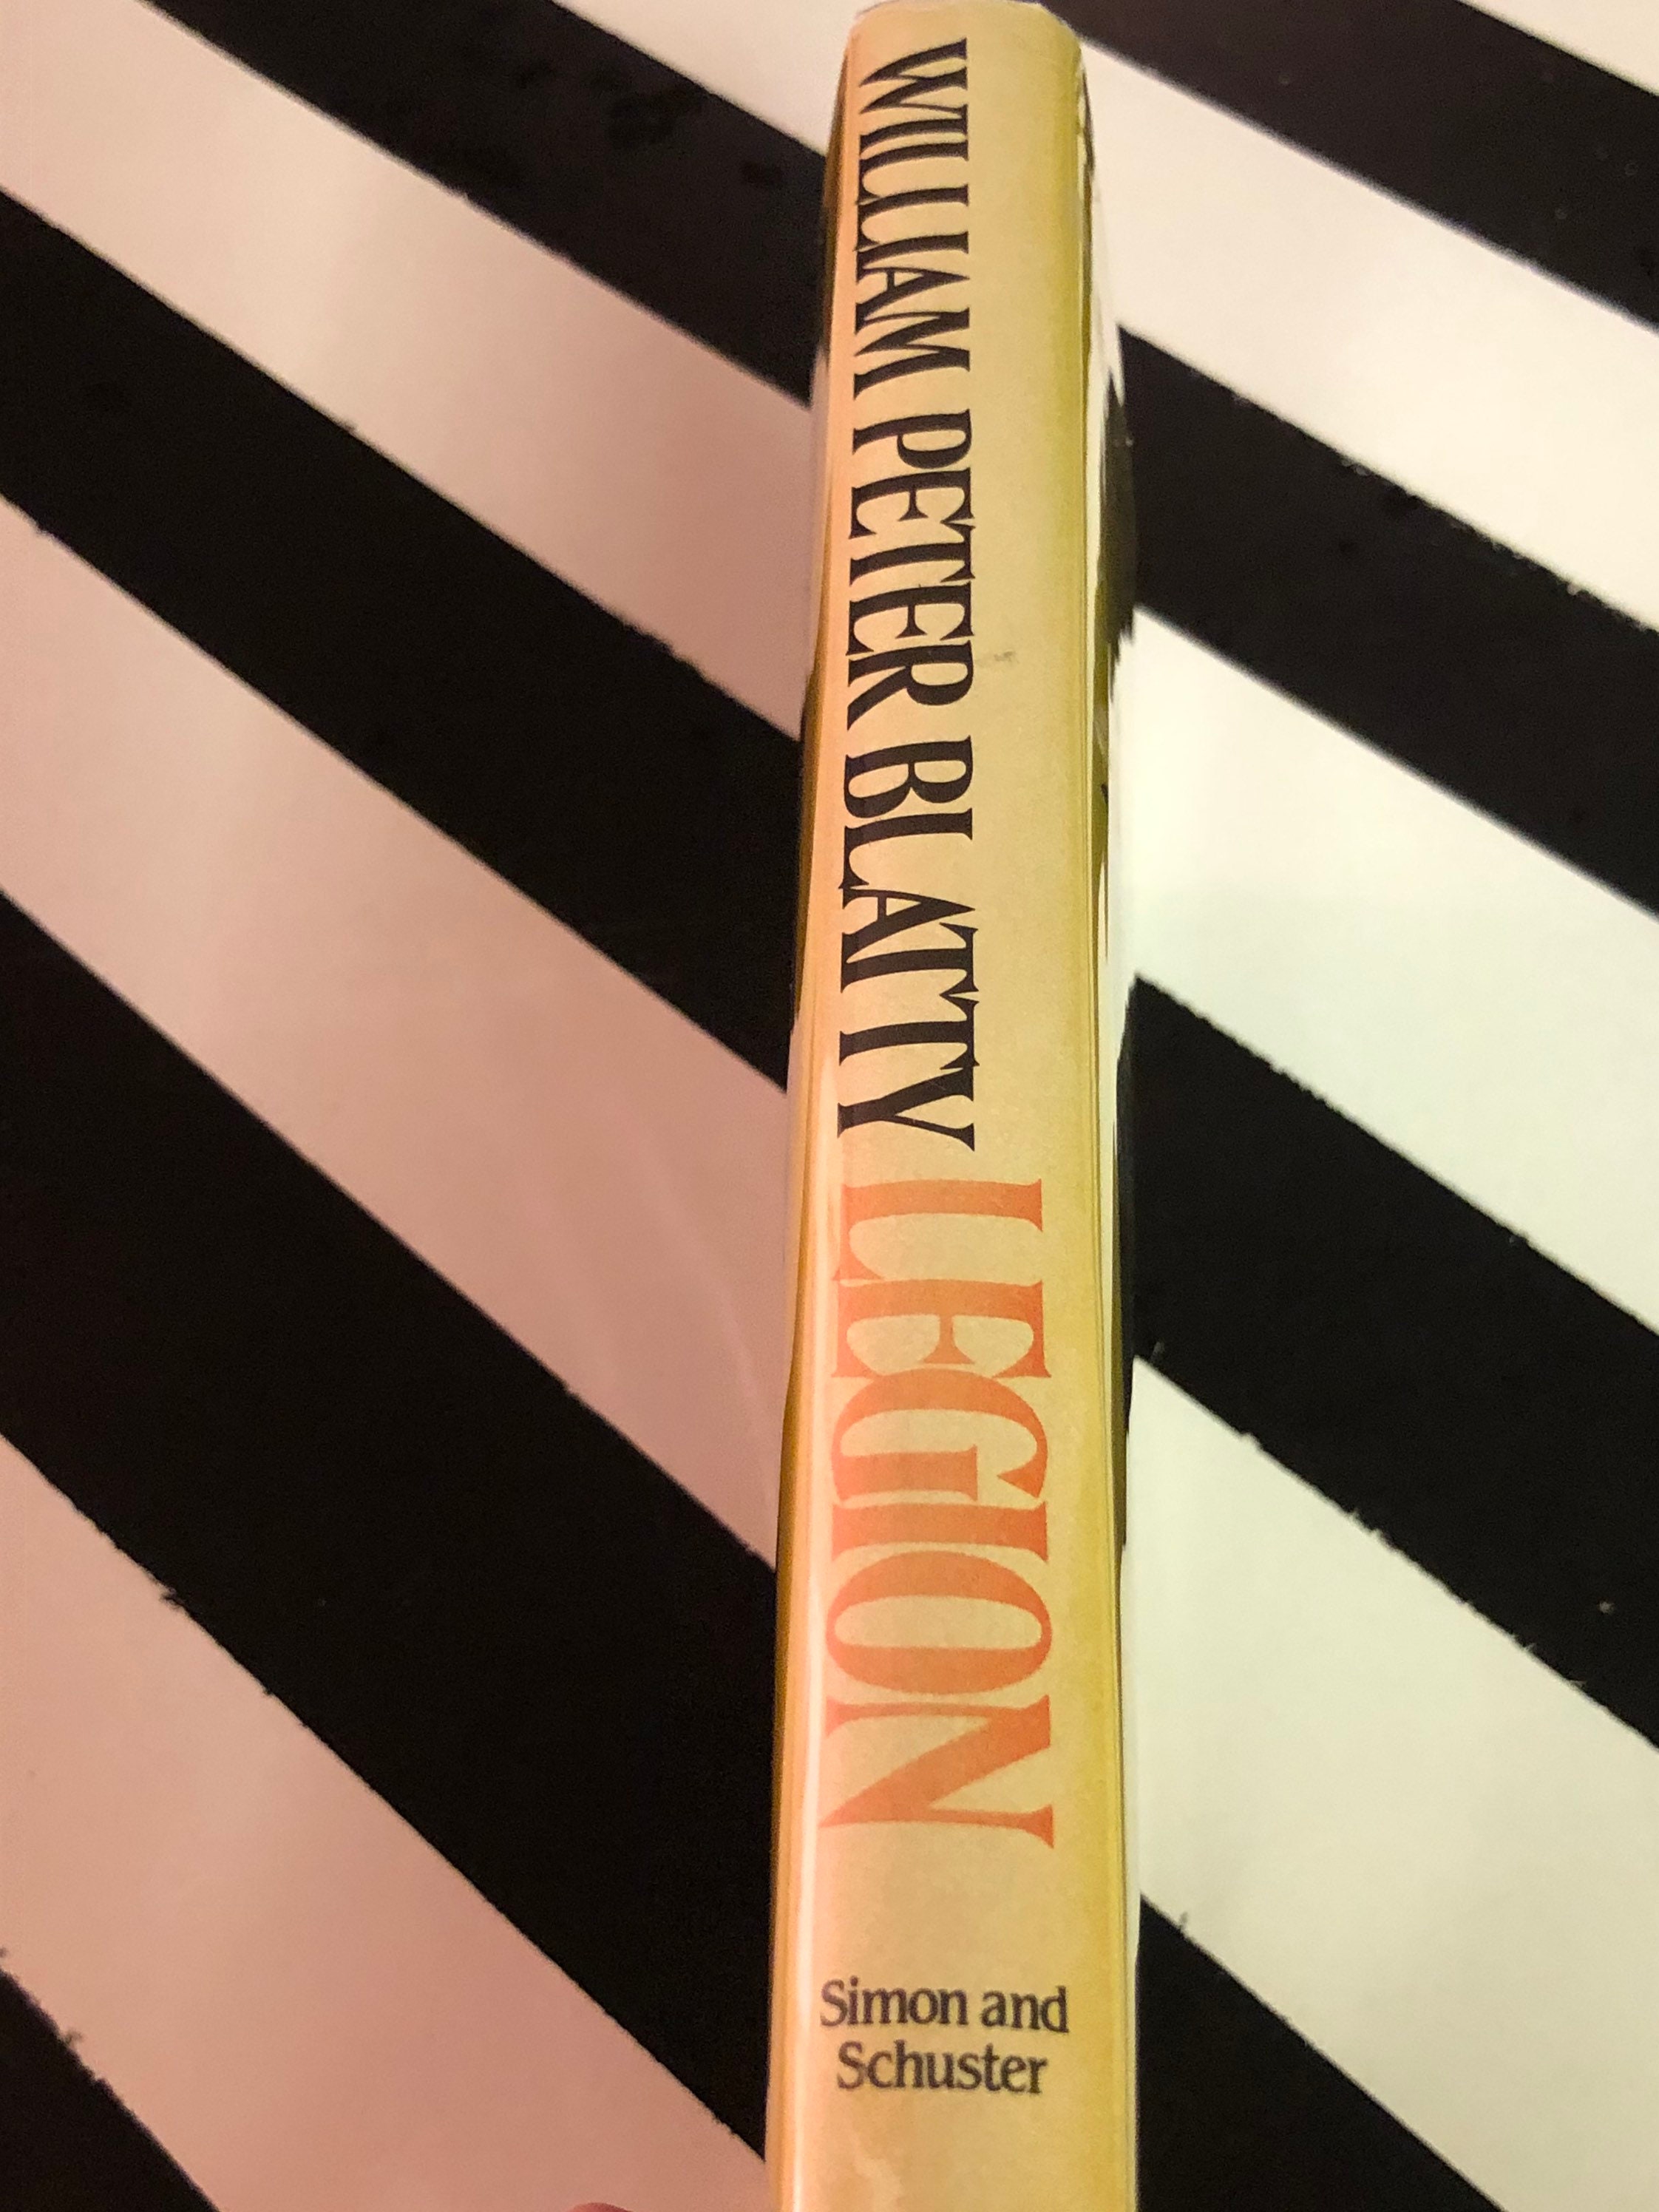 WILLIAM PETER BLATTY LEGION
Simon and
Schuster